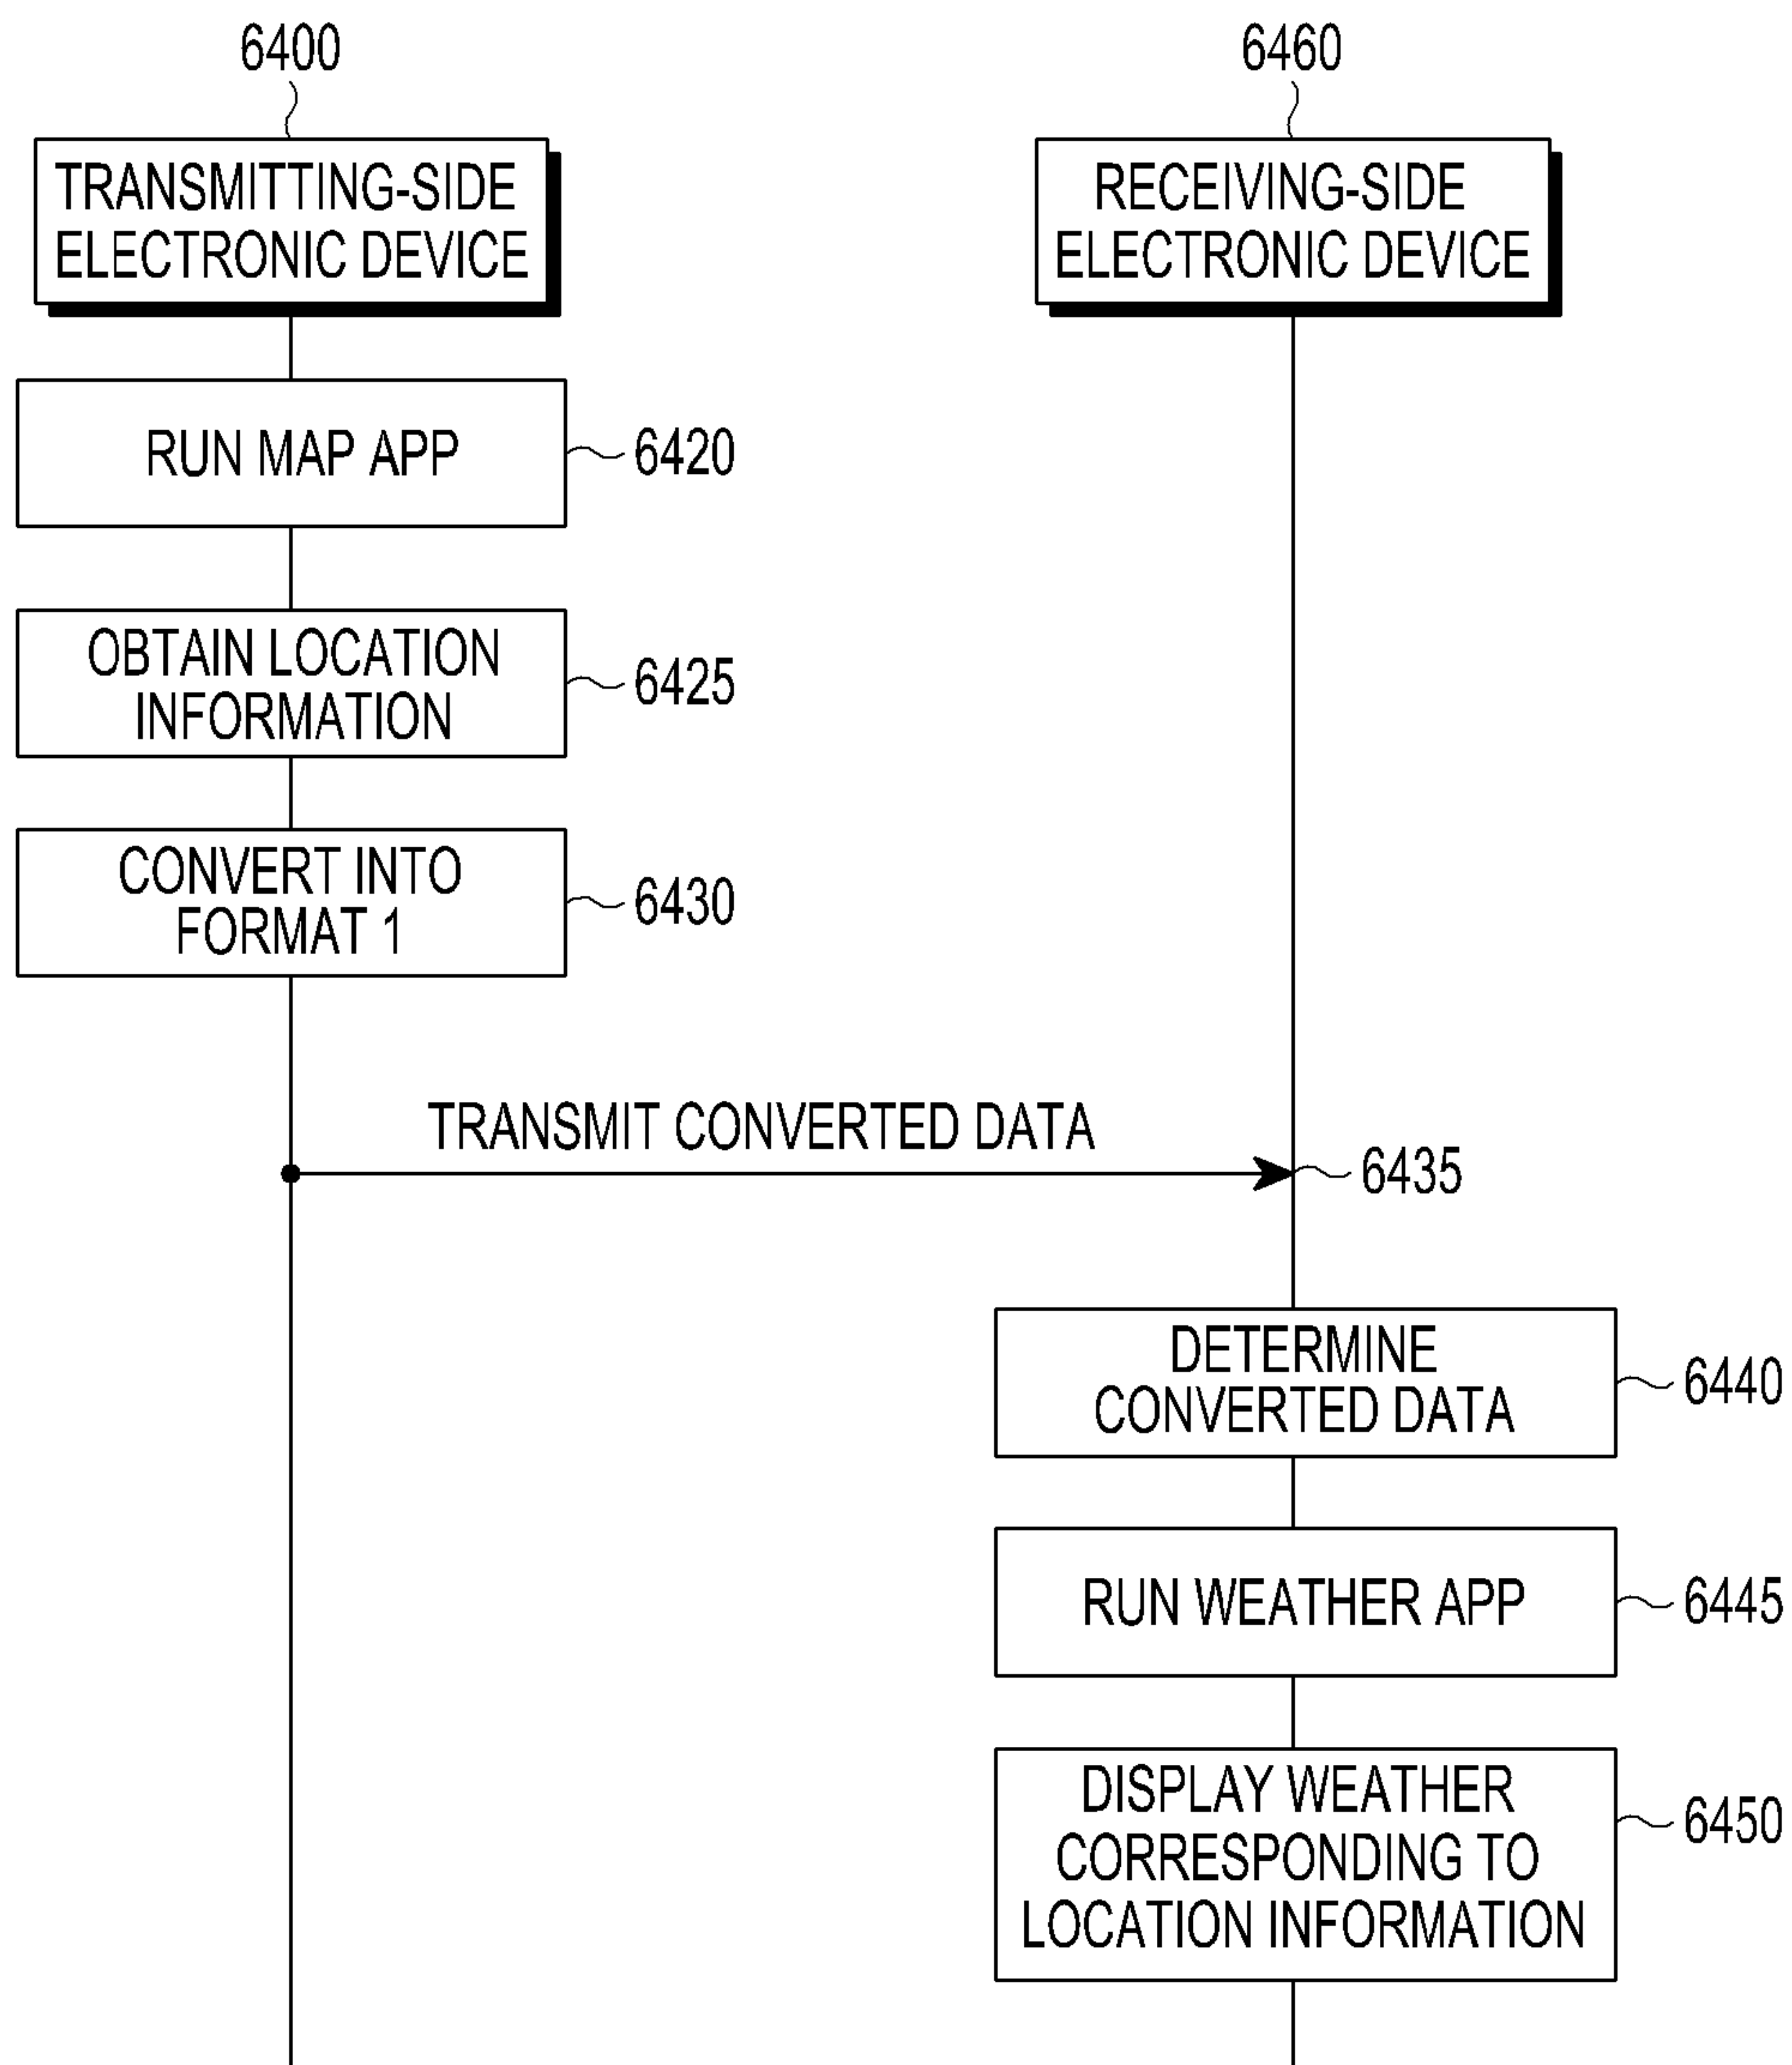 6400
6460
TRANSMITTING-SIDE
ELECTRONIC DEVICE
RECEIVING-SIDE
ELECTRONIC DEVICE
RUN MAP APP
6420
OBTAIN LOCATION
INFORMATION
6425
CONVERT INTO
FORMAT 1
6430
TRANSMIT CONVERTED DATA
6435
DETERMINE
CONVERTED DATA
6440
RUN WEATHER APP
6445
DISPLAY WEATHER
CORRESPONDING TO
LOCATION INFORMATION
6450